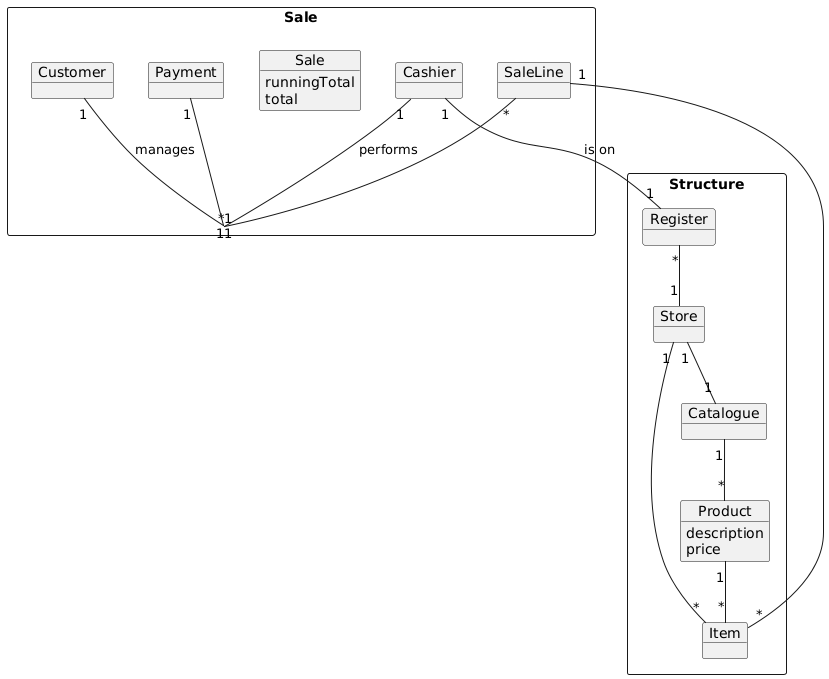 Sale
Customer
Payment
Sale
runningTotal
total
Cashier
SaleLine
1
1
1
1
1
*
manages
performs
is on
*1
11
Structure
1
Register
*
1
Store
1
1
1
Catalogue
1
*
Product
description
price
1
*
*
*
Item